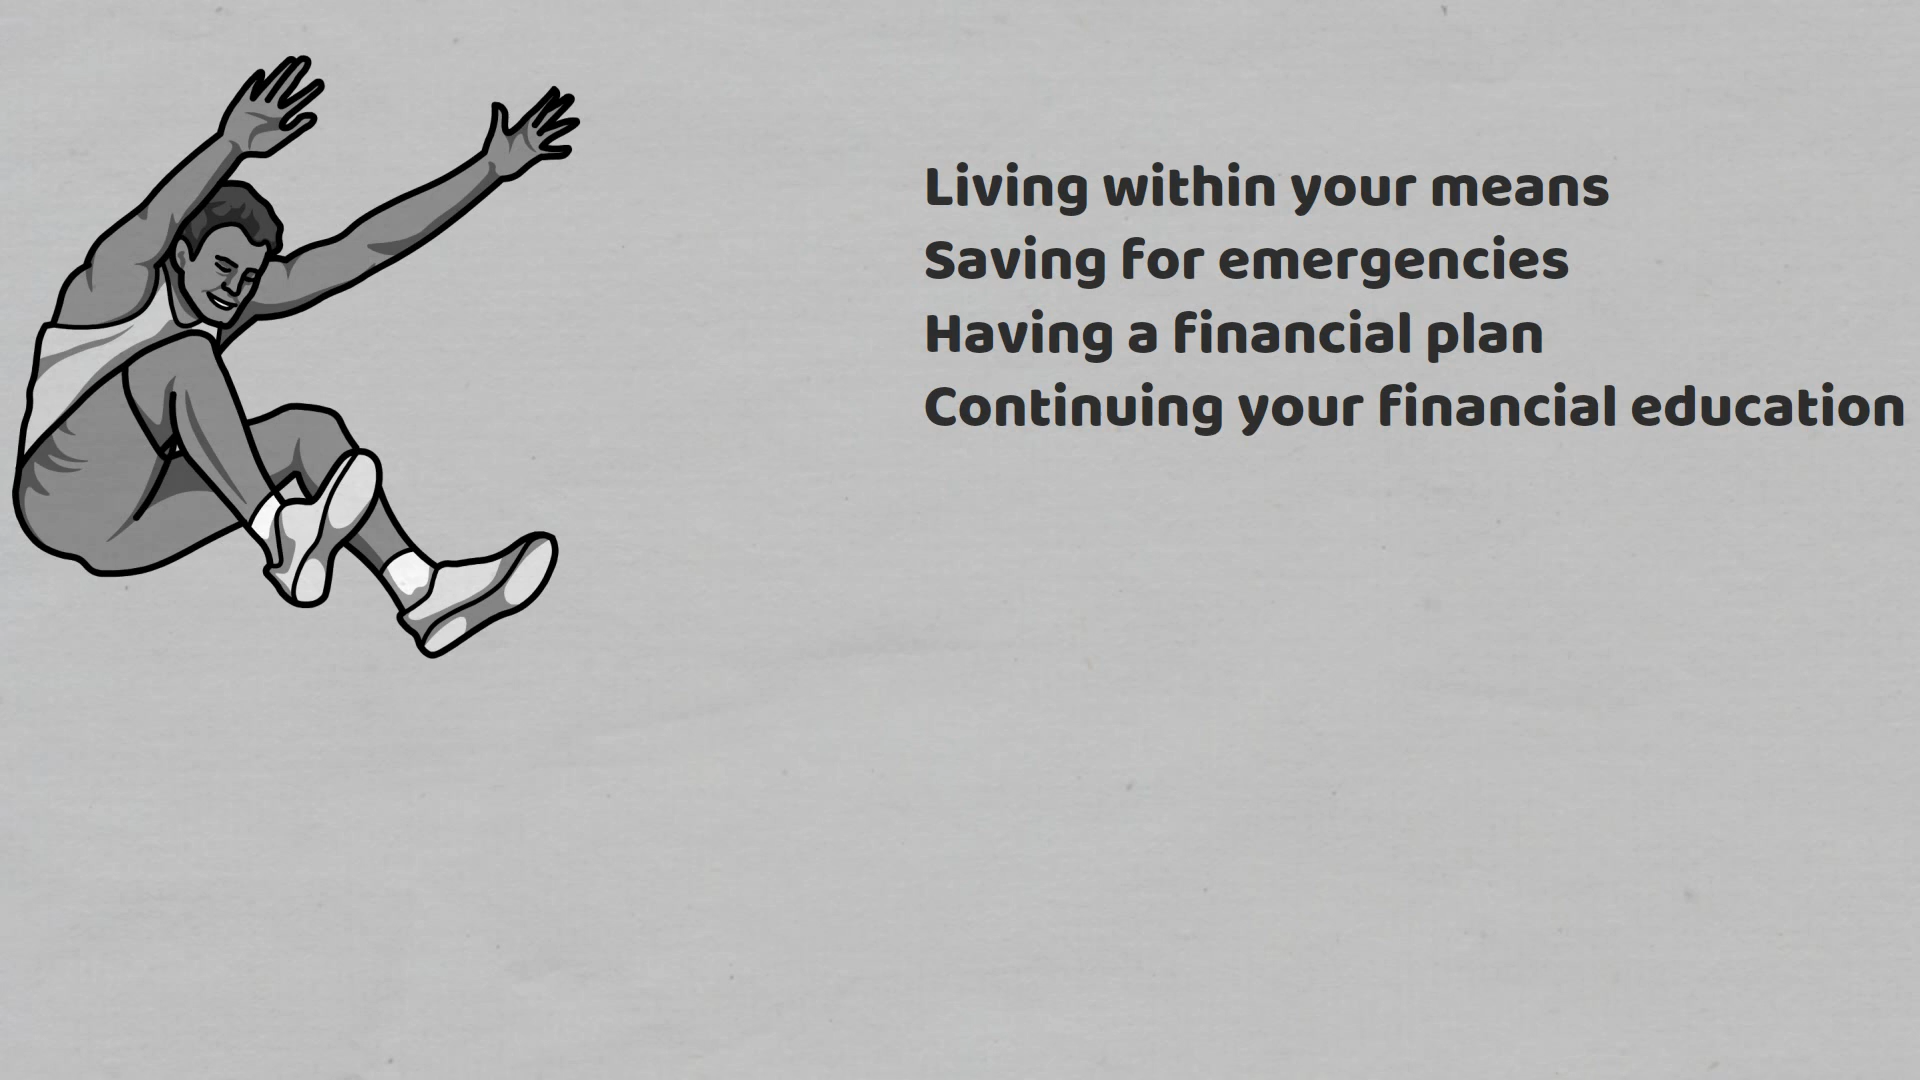 Living within your means
Saving for emergencies
Having a financial plan
Continuing your financial education